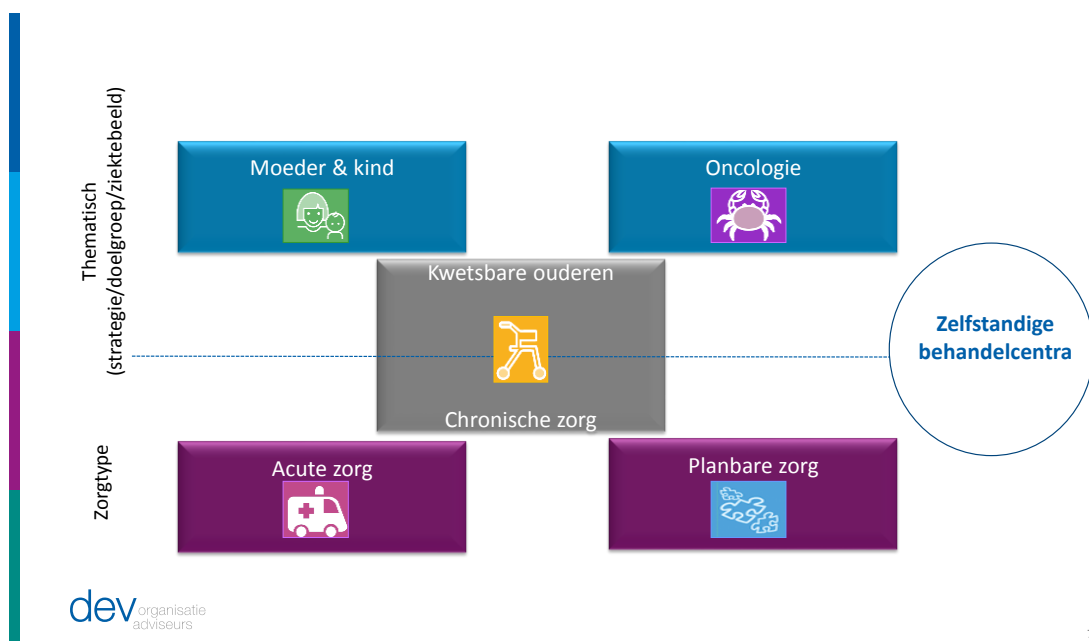 Thematisch
(strategie/doelgroep/ziektebeeld)
Moeder & kind
Oncologie
Kwetsbare ouderen
Zelfstandige
behandelcentra
Chronische zorg
Zorgtype
Acute zorg
Planbare zorg
dev organisatie
adviseurs